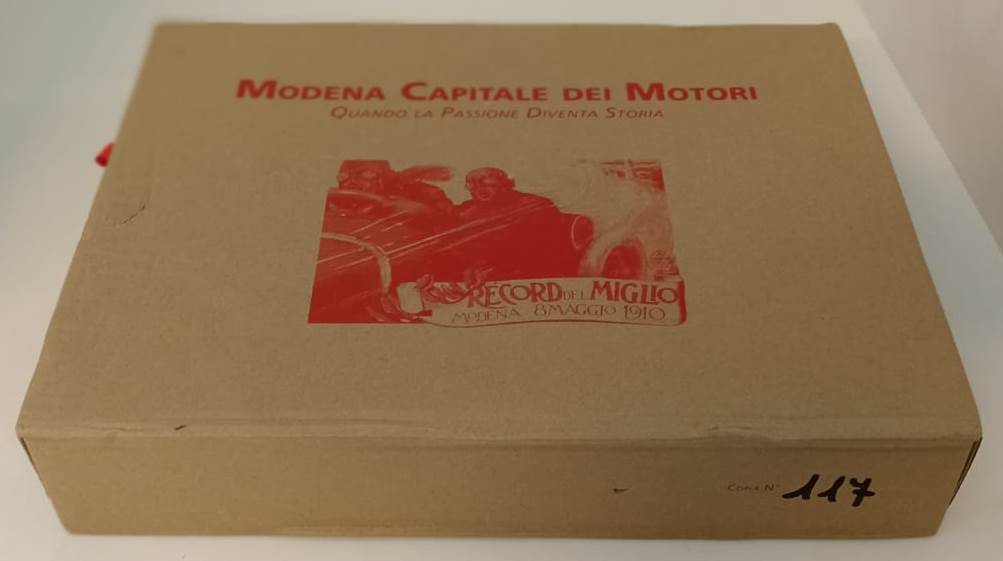 MODENA CAPITALE DEI MOTORI
QUANDO LA PASSIONE DIVENTA STORIA
RECORD DEL MIGLIO
MODENA 8 MAGGIO 1910
COPIA N° 117